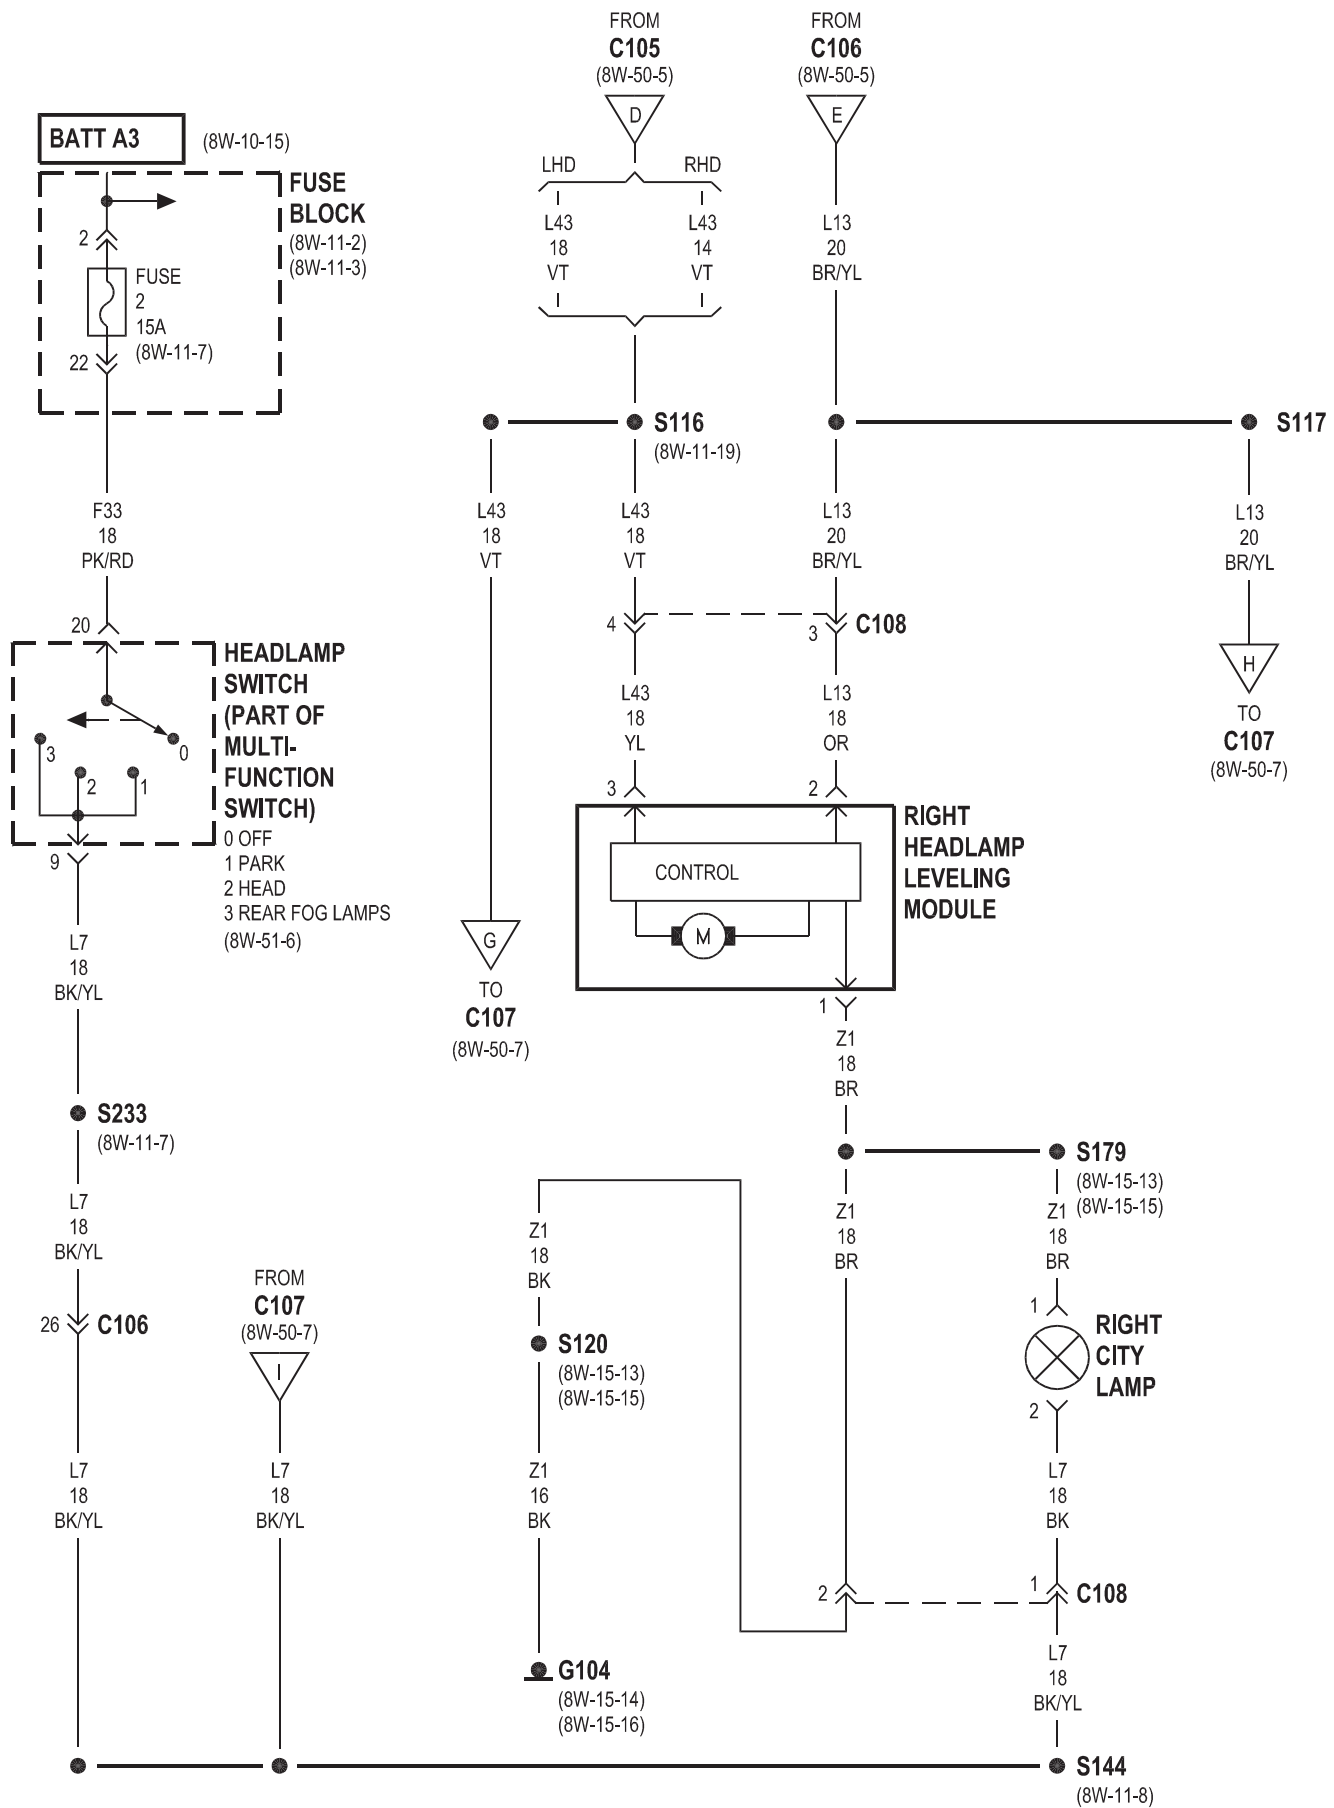 FROM
C105
(8W-50-5)
D
FROM
C106
(8W-50-5)
E
BATT A3
(8W-10-15)
FUSE
BLOCK
(8W-11-2)
(8W-11-3)
2
FUSE
2
15A
(8W-11-7)
22
LHD
RHD
L43
18
VT
L43
14
VT
L13
20
BR/YL
S116
(8W-11-19)
S117
F33
18
PK/RD
L43
18
VT
L43
18
VT
L13
20
BR/YL
L13
20
BR/YL
20
4
3
C108
H
TO
C107
(8W-50-7)
HEADLAMP
SWITCH
(PART OF
MULTI-
FUNCTION
SWITCH)
0 OFF
1 PARK
2 HEAD
3 REAR FOG LAMPS
(8W-51-6)
3
2
1
0
9
L43
18
YL
L13
18
OR
3
2
RIGHT
HEADLAMP
LEVELING
MODULE
CONTROL
M
1
G
TO
C107
(8W-50-7)
L7
18
BK/YL
Z1
18
BR
S233
(8W-11-7)
S179
(8W-15-13)
(8W-15-15)
L7
18
BK/YL
Z1
18
BK
Z1
18
BR
Z1
18
BR
26
C106
FROM
C107
(8W-50-7)
I
S120
(8W-15-13)
(8W-15-15)
1
RIGHT
CITY
LAMP
2
L7
18
BK/YL
L7
18
BK/YL
Z1
16
BK
L7
18
BK
2
1
C108
G104
(8W-15-14)
(8W-15-16)
L7
18
BK/YL
S144
(8W-11-8)